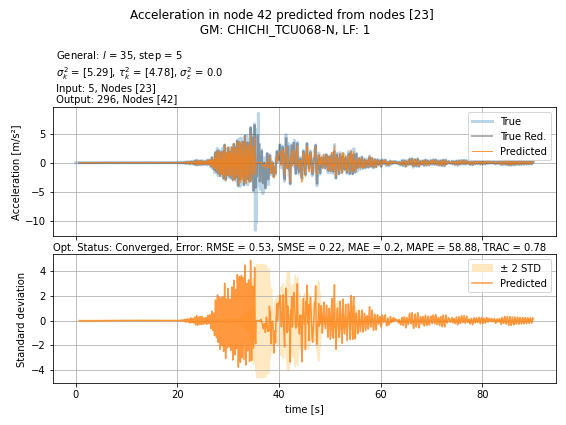 Acceleration in node 42 predicted from nodes [23]
GM: CHICHI_TCU068-N, LF: 1
General: l = 35, step = 5
σ²ₖ = [5.29], τ²ₖ = [4.78], σ²ε = 0.0
Input: 5, Nodes [23]
Output: 296, Nodes [42]
Acceleration [m/s²]
5
0
−5
−10
True
True Red.
Predicted
Opt. Status: Converged, Error: RMSE = 0.53, SMSE = 0.22, MAE = 0.2, MAPE = 58.88, TRAC = 0.78
Standard deviation
4
2
0
−2
−4
± 2 STD
Predicted
0 20 40 60 80
time [s]